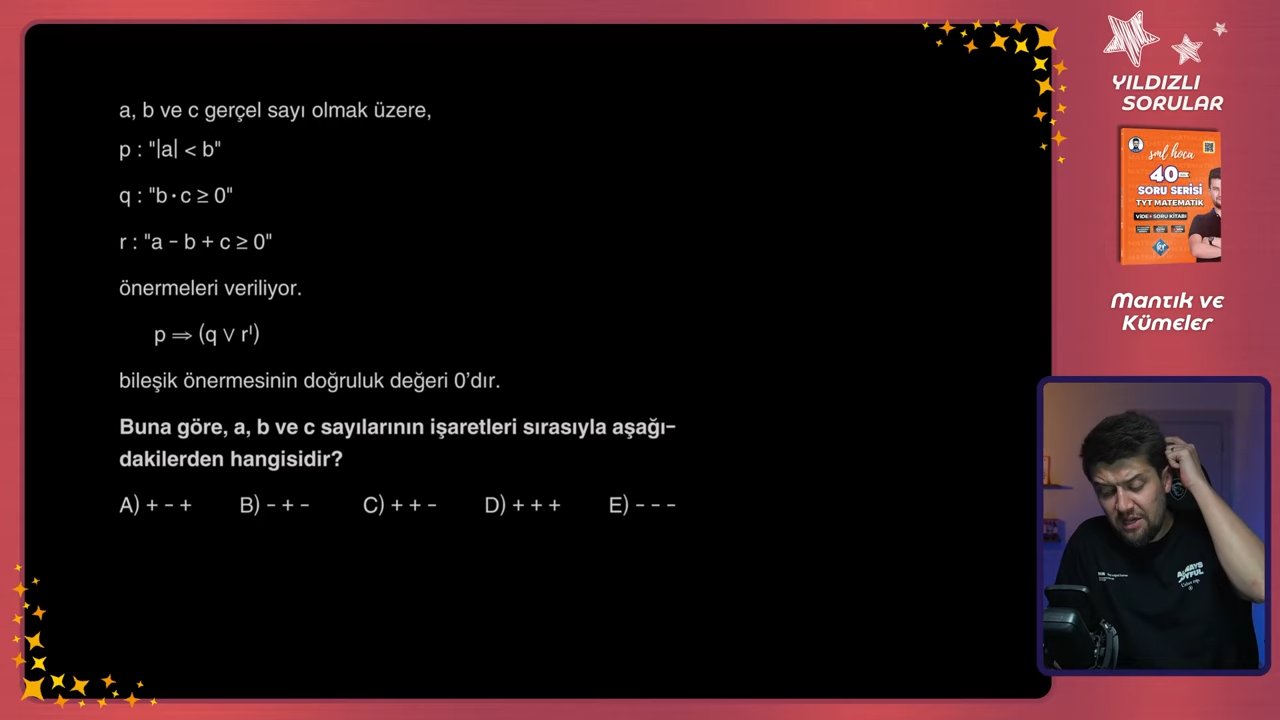 a, b ve c gerçel sayı olmak üzere,
p : "|a| < b"
q : "b · c ≥ 0"
r : "a − b + c ≥ 0"
önermeleri veriliyor.
p ⇒ (q ∨ r')
bileşik önermesinin doğruluk değeri 0'dır.
Buna göre, a, b ve c sayılarının işaretleri sırasıyla aşağı-
dakilerden hangisidir?
A) + − + B) − + − C) + + − D) + + + E) − − −
YILDIZLI
SORULAR
sml hoca
40
SORU SERİSİ
TYT MATEMATİK
Mantık ve
Kümeler